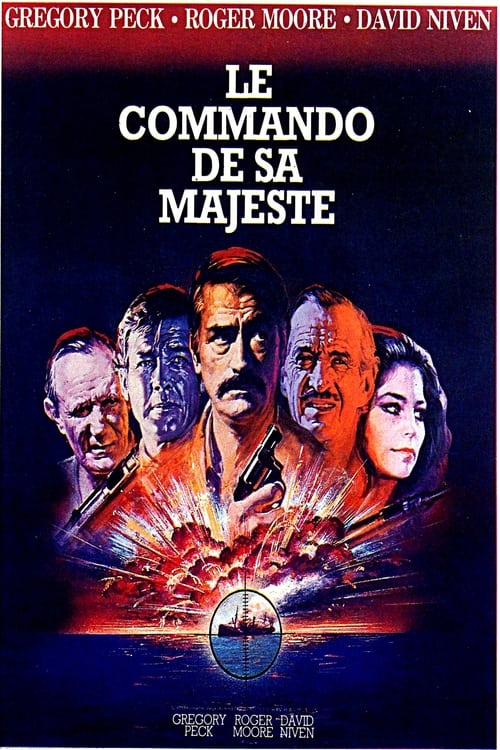 GREGORY PECK • ROGER MOORE • DAVID NIVEN
LE
COMMANDO
DE SA
MAJESTE
GREGORY ROGER DAVID
PECK MOORE NIVEN